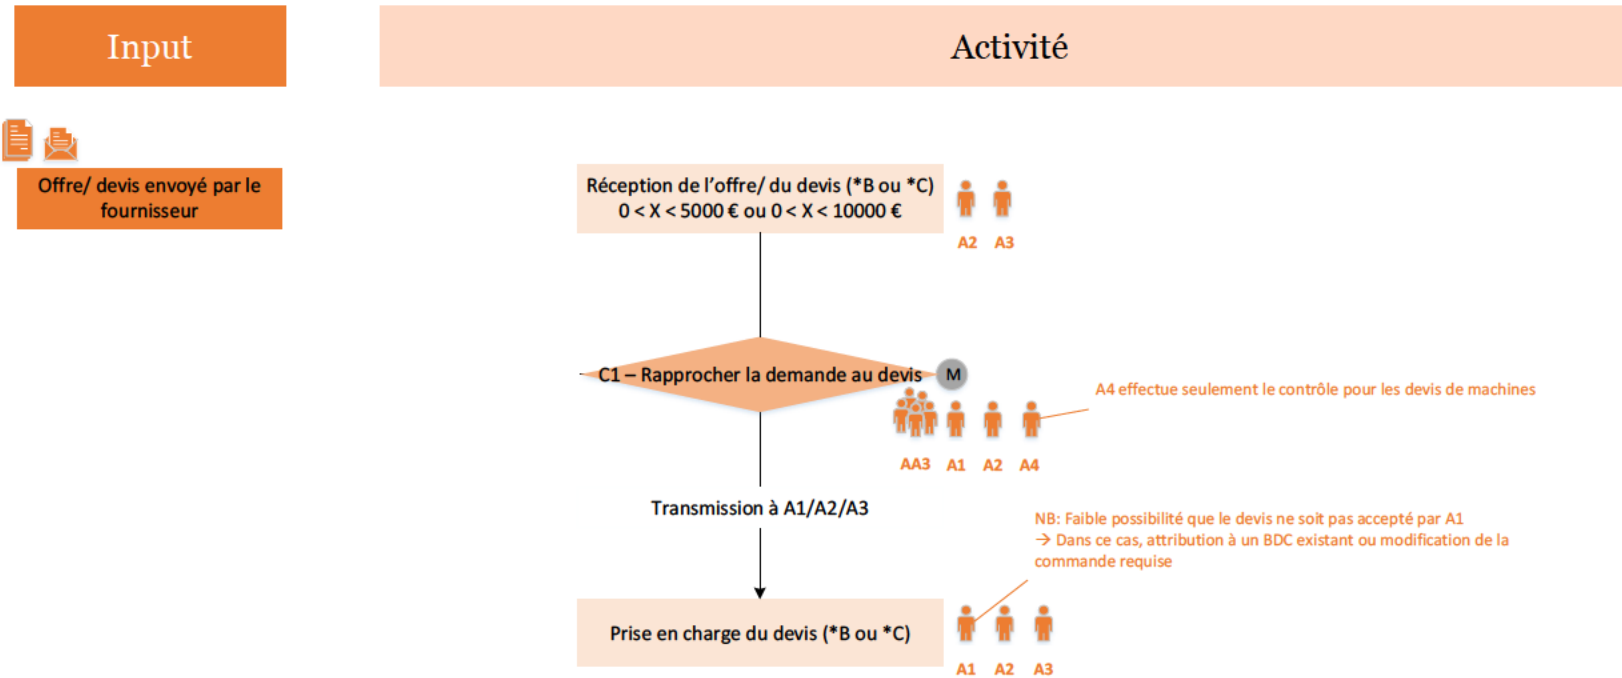 Input
Activité
Offre/ devis envoyé par le
fournisseur
Réception de l'offre/ du devis (*B ou *C)
0 < X < 5000 € ou 0 < X < 10000 €
A2 A3
C1 – Rapprocher la demande au devis
M
A4 effectue seulement le contrôle pour les devis de machines
AA3 A1 A2 A4
Transmission à A1/A2/A3
NB: Faible possibilité que le devis ne soit pas accepté par A1
→ Dans ce cas, attribution à un BDC existant ou modification de la
commande requise
Prise en charge du devis (*B ou *C)
A1 A2 A3